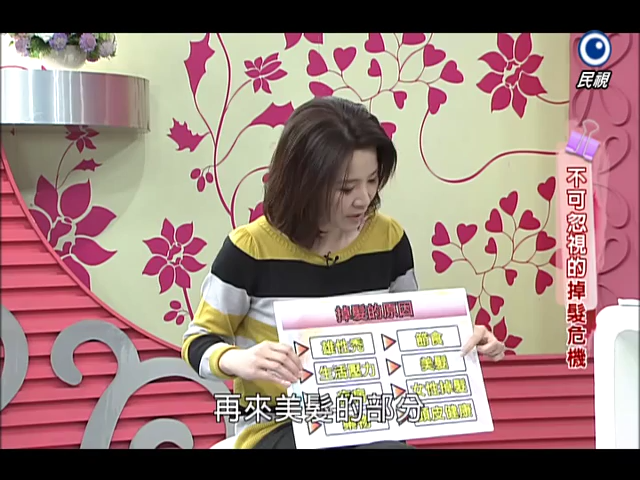 民視
不可忽視的掉髮危機
掉髮的原因
雄性禿
節食
生活壓力
美髮
女性掉髮
頭皮健康
再來美髮的部分